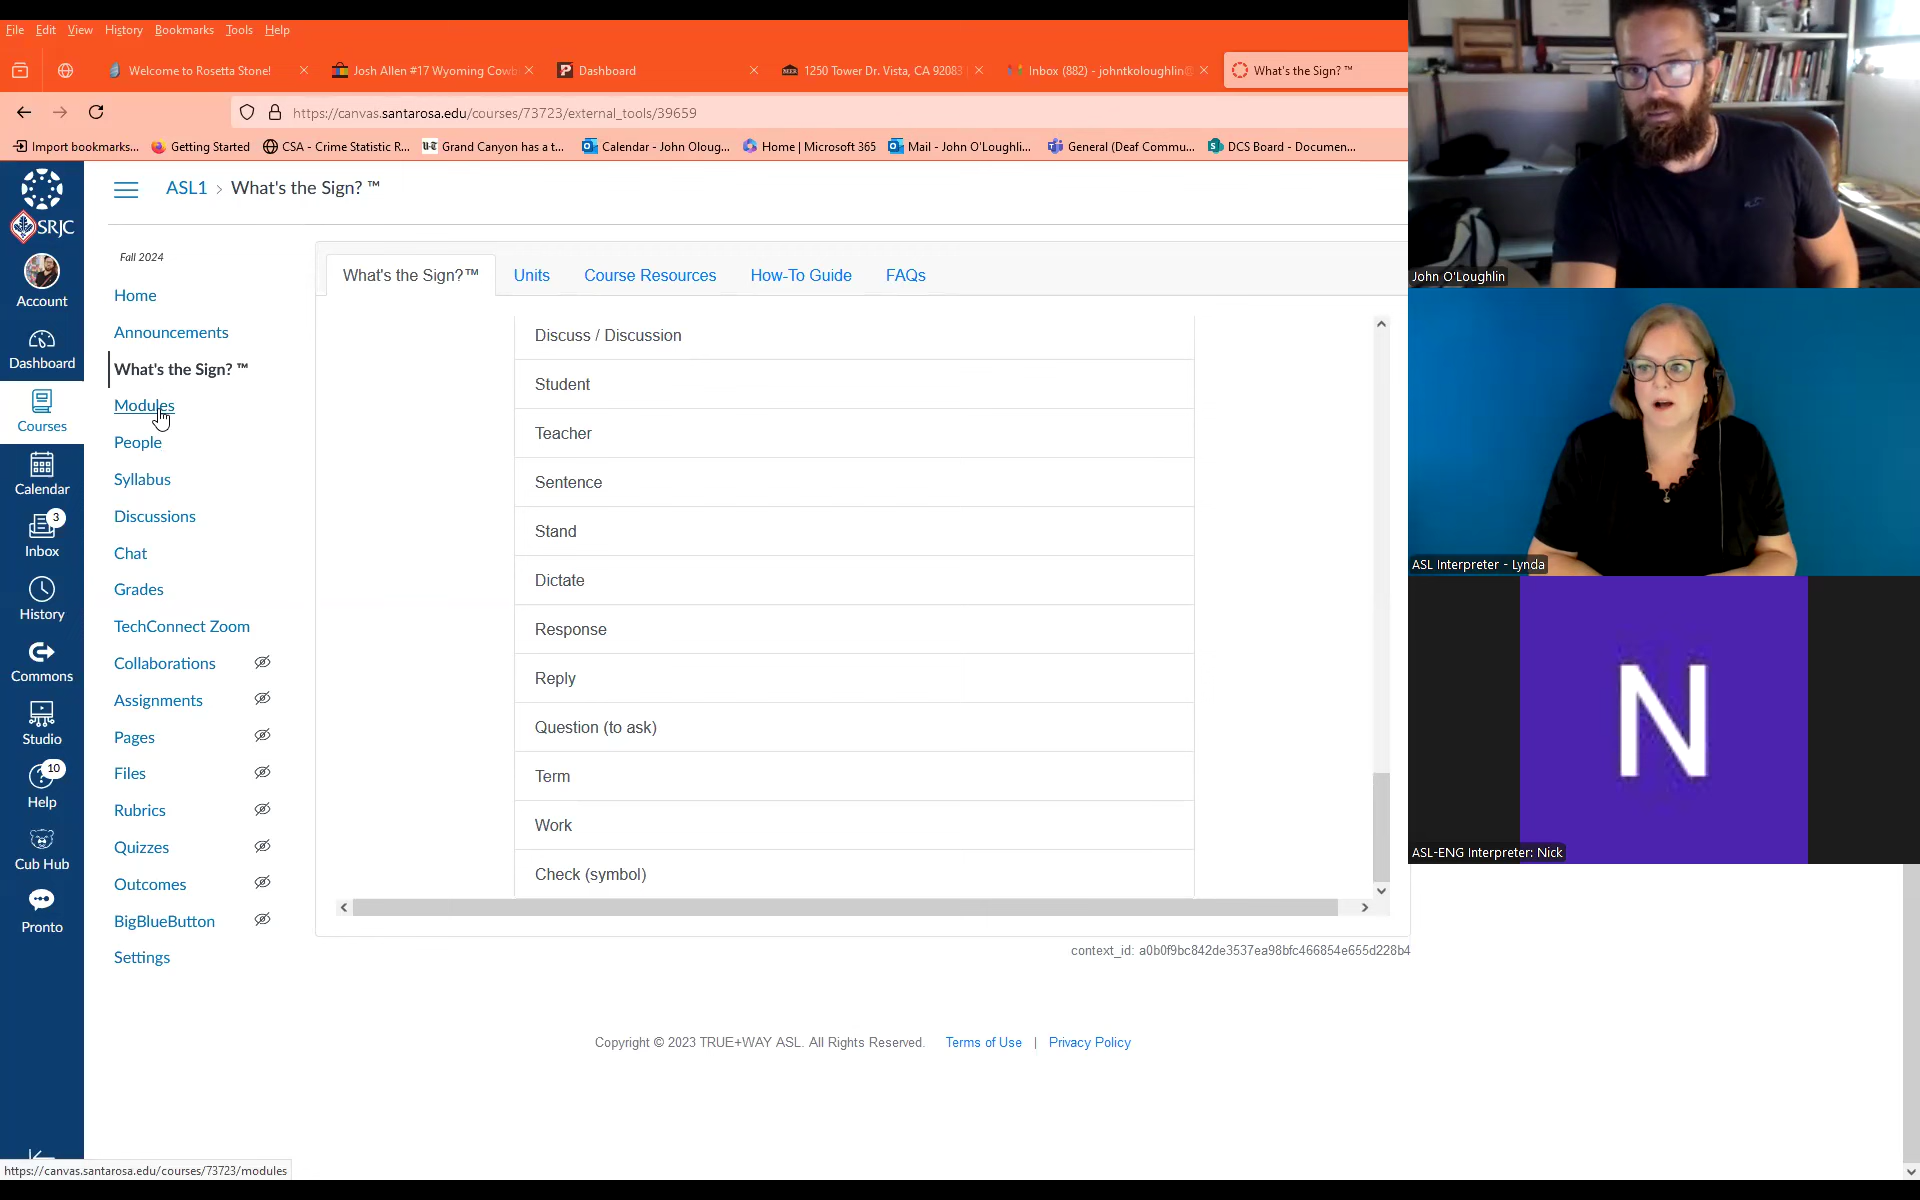 File Edit View History Bookmarks Tools Help
Welcome to Rosetta Stone!
Josh Allen #17 Wyoming Cowb
Dashboard
1250 Tower Dr. Vista, CA 92083
Inbox (882) - johntkoloughlin@
What's the Sign? ™
https://canvas.santarosa.edu/courses/73723/external_tools/39659
Import bookmarks...
Getting Started
CSA - Crime Statistic R...
Grand Canyon has a t...
Calendar - John Oloug...
Home | Microsoft 365
Mail - John O'Loughli...
General (Deaf Commu...
DCS Board - Documen...
SRJC
Account
Dashboard
Courses
Calendar
3
Inbox
History
Commons
Studio
10
Help
Cub Hub
Pronto
ASL1 > What's the Sign? ™
Fall 2024
Home
Announcements
What's the Sign? ™
Modules
People
Syllabus
Discussions
Chat
Grades
TechConnect Zoom
Collaborations
Assignments
Pages
Files
Rubrics
Quizzes
Outcomes
BigBlueButton
Settings
What's the Sign?™
Units
Course Resources
How-To Guide
FAQs
Discuss / Discussion
Student
Teacher
Sentence
Stand
Dictate
Response
Reply
Question (to ask)
Term
Work
Check (symbol)
context_id: a0b0f9bc842de3537ea98bfc466854e655d228b4
Copyright © 2023 TRUE+WAY ASL. All Rights Reserved. Terms of Use | Privacy Policy
https://canvas.santarosa.edu/courses/73723/modules
John O'Loughlin
ASL Interpreter - Lynda
N
ASL-ENG Interpreter: Nick